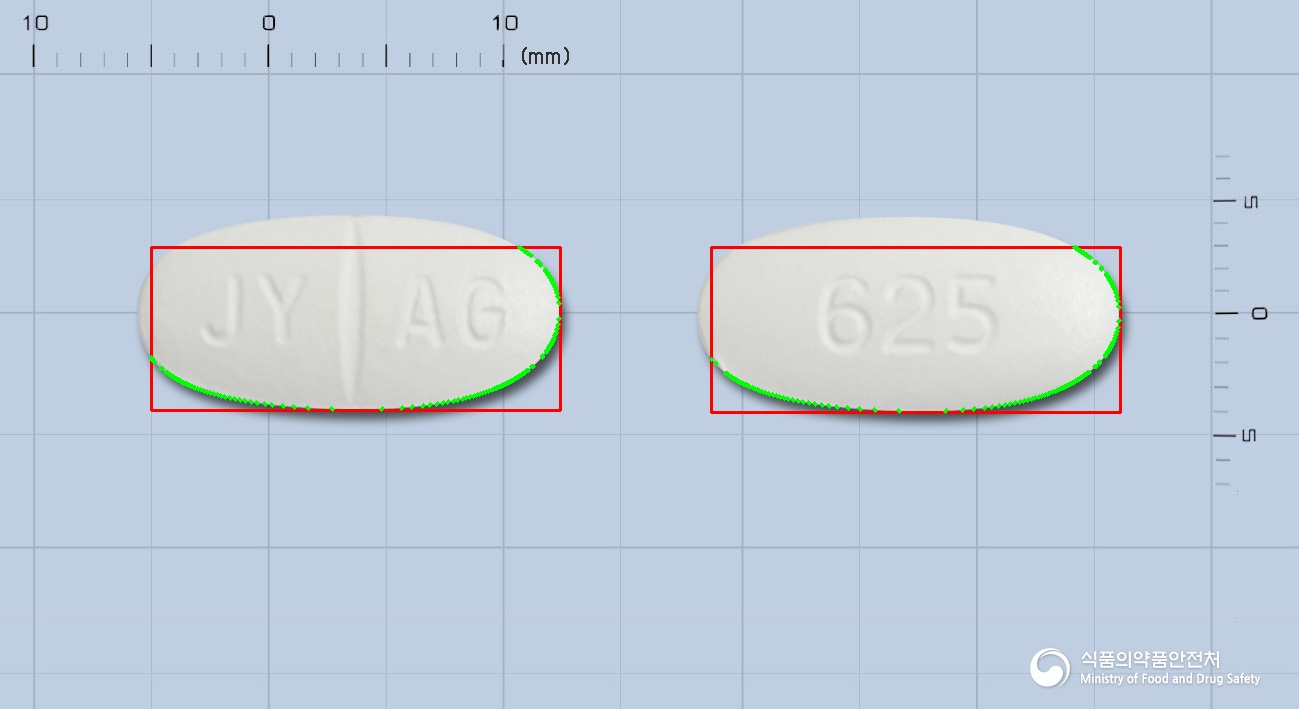 10 0 10
(mm)
JY AG
625
5
0
5
식품의약품안전처
Ministry of Food and Drug Safety